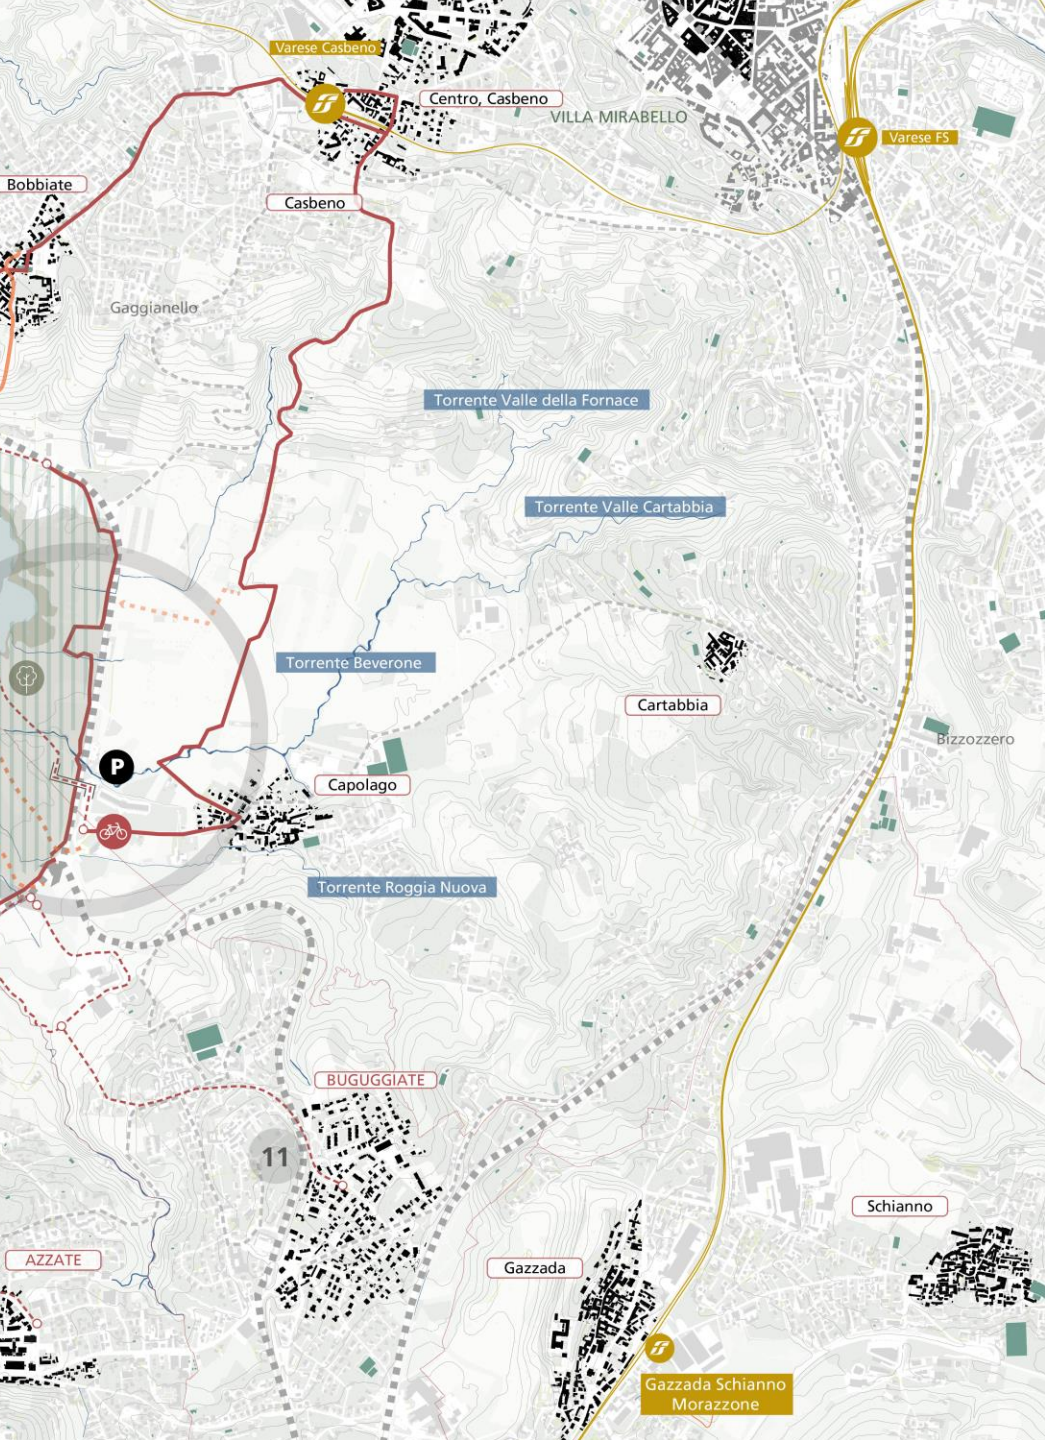 Varese Casbeno
Centro, Casbeno
VILLA MIRABELLO
Varese FS
Bobbiate
Casbeno
Gaggianello
Torrente Valle della Fornace
Torrente Valle Cartabbia
Torrente Beverone
Cartabbia
Bizzozzero
P
Capolago
Torrente Roggia Nuova
BUGUGGIATE
11
Schianno
AZZATE
Gazzada
Gazzada Schianno
Morazzone